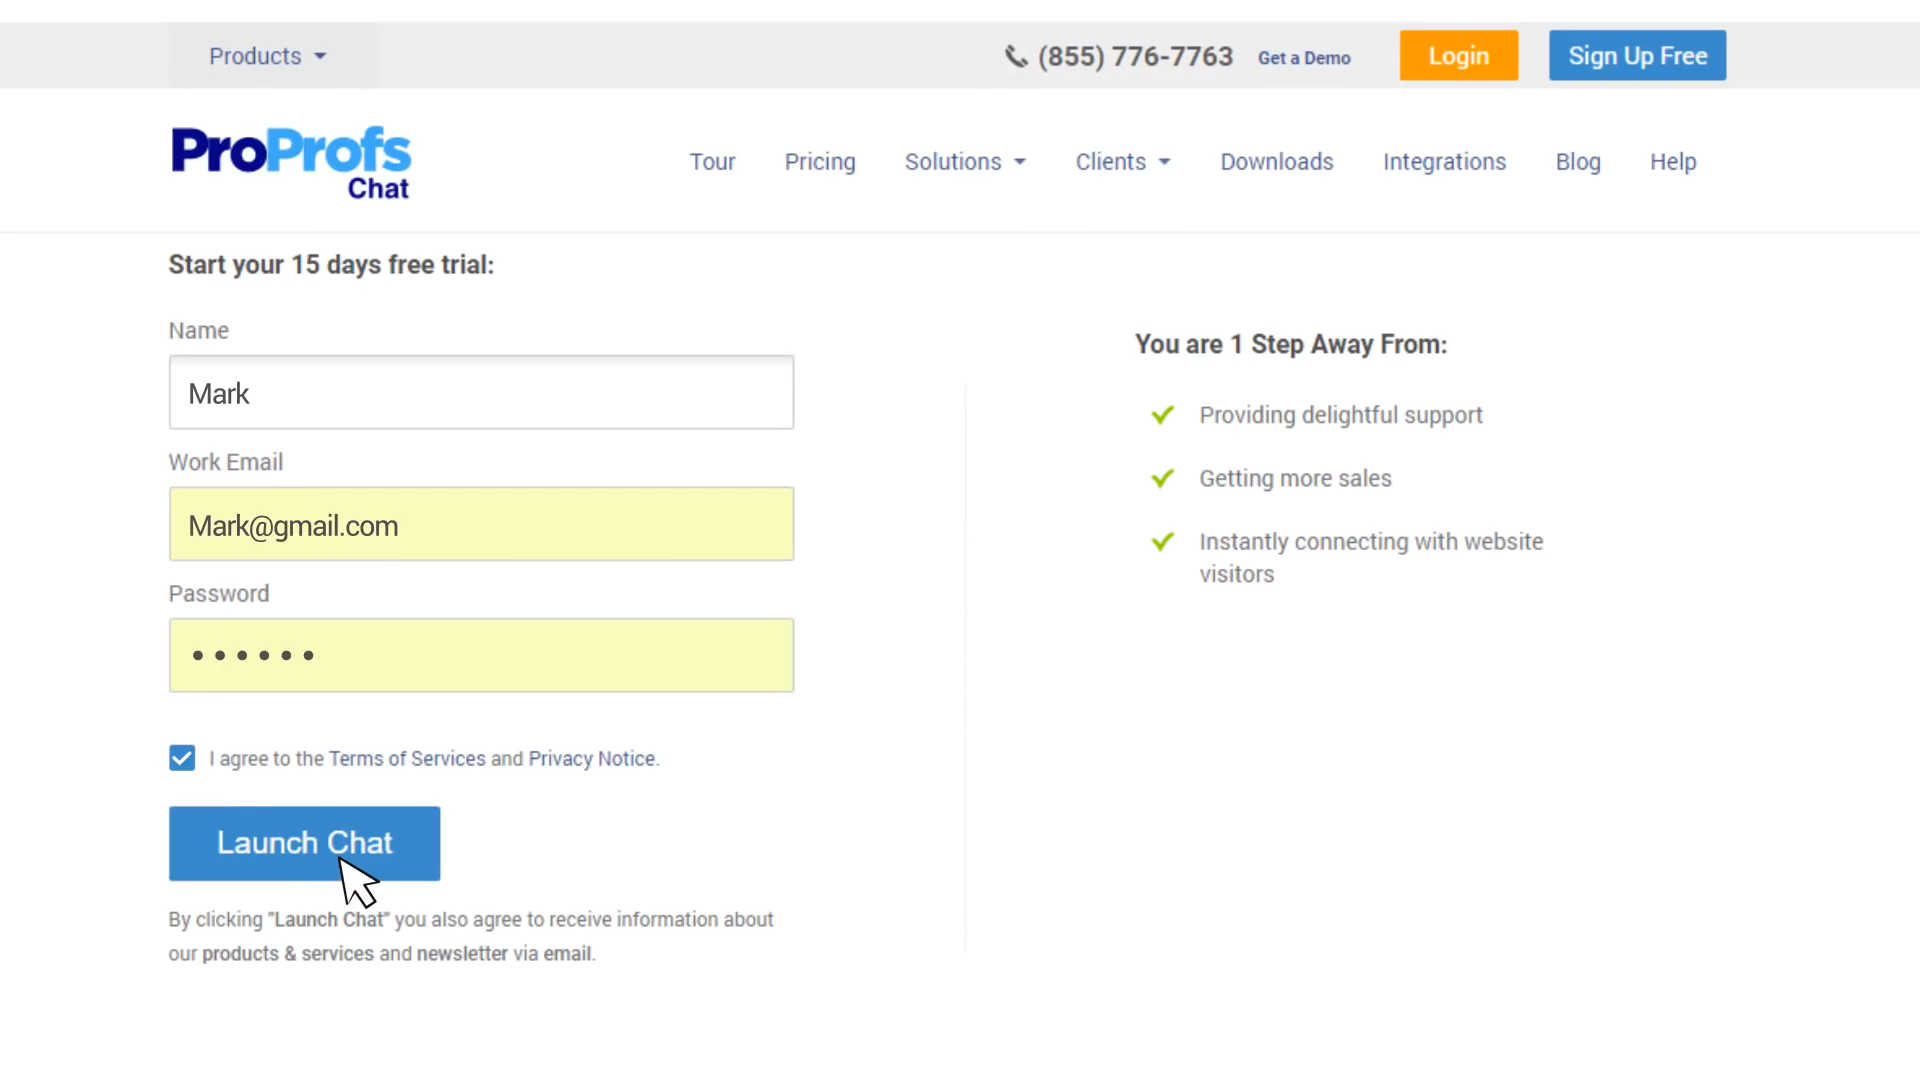 Products
(855) 776-7763
Get a Demo
Login
Sign Up Free
ProProfs
Chat
Tour
Pricing
Solutions
Clients
Downloads
Integrations
Blog
Help
Start your 15 days free trial:
Name
Mark
Work Email
Mark@gmail.com
Password
I agree to the Terms of Services and Privacy Notice.
Launch Chat
By clicking "Launch Chat" you also agree to receive information about
our products & services and newsletter via email.
You are 1 Step Away From:
Providing delightful support
Getting more sales
Instantly connecting with website
visitors